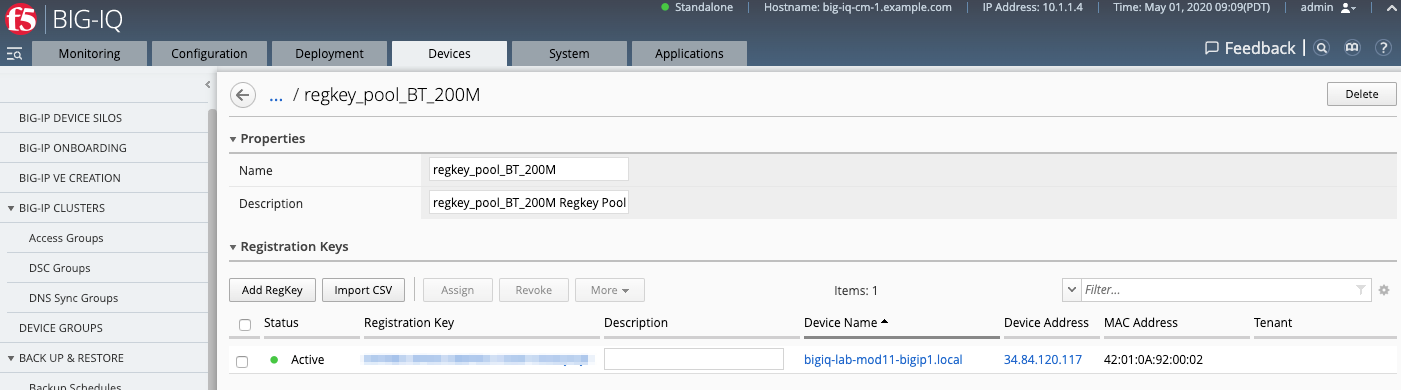 f5 BIG-IQ
Standalone Hostname: big-iq-cm-1.example.com IP Address: 10.1.1.4 Time: May 01, 2020 09:09(PDT) admin
Monitoring Configuration Deployment Devices System Applications
Feedback
BIG-IP DEVICE SILOS
BIG-IP ONBOARDING
BIG-IP VE CREATION
BIG-IP CLUSTERS
Access Groups
DSC Groups
DNS Sync Groups
DEVICE GROUPS
BACK UP & RESTORE
Backup Schedules
... / regkey_pool_BT_200M
Delete
Properties
Name regkey_pool_BT_200M
Description regkey_pool_BT_200M Regkey Pool
Registration Keys
Add RegKey Import CSV Assign Revoke More Items: 1 Filter...
Status Registration Key Description Device Name Device Address MAC Address Tenant
Active bigiq-lab-mod11-bigip1.local 34.84.120.117 42:01:0A:92:00:02